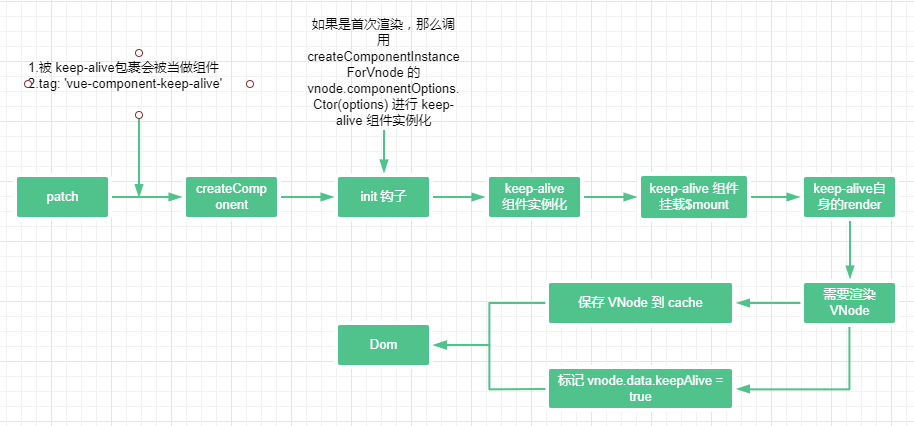 1.被 keep-alive包裹会被当做组件
2.tag: 'vue-component-keep-alive'
如果是首次渲染，那么调
用
createComponentInstance
ForVnode 的
vnode.componentOptions.
Ctor(options) 进行 keep-
alive 组件实例化
patch
createComp
onent
init 钩子
keep-alive
组件实例化
keep-alive 组件
挂载$mount
keep-alive自
身的render
需要渲染
VNode
保存 VNode 到 cache
Dom
标记 vnode.data.keepAlive =
true